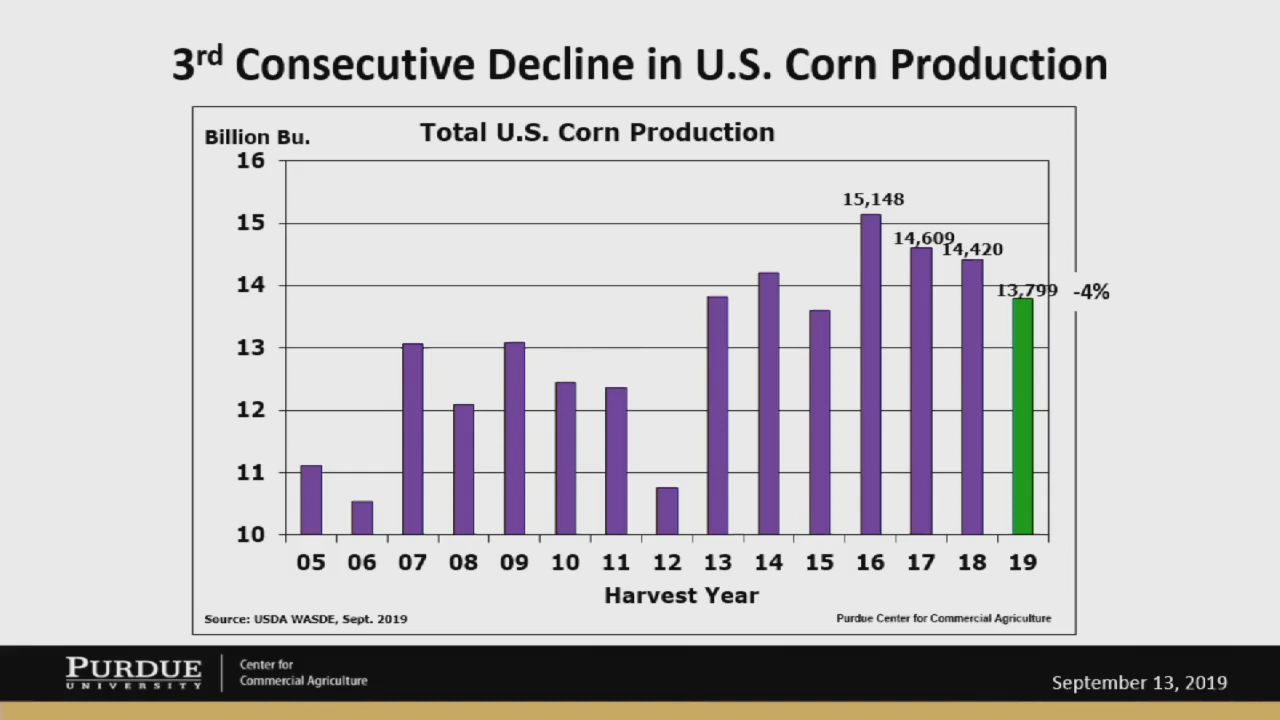 3rd Consecutive Decline in U.S. Corn Production
Billion Bu.
Total U.S. Corn Production
16
15
14
13
12
11
10
15,148
14,609
14,420
13,799
-4%
05 06 07 08 09 10 11 12 13 14 15 16 17 18 19
Harvest Year
Source: USDA WASDE, Sept. 2019
Purdue Center for Commercial Agriculture
PURDUE
UNIVERSITY
Center for
Commercial Agriculture
September 13, 2019